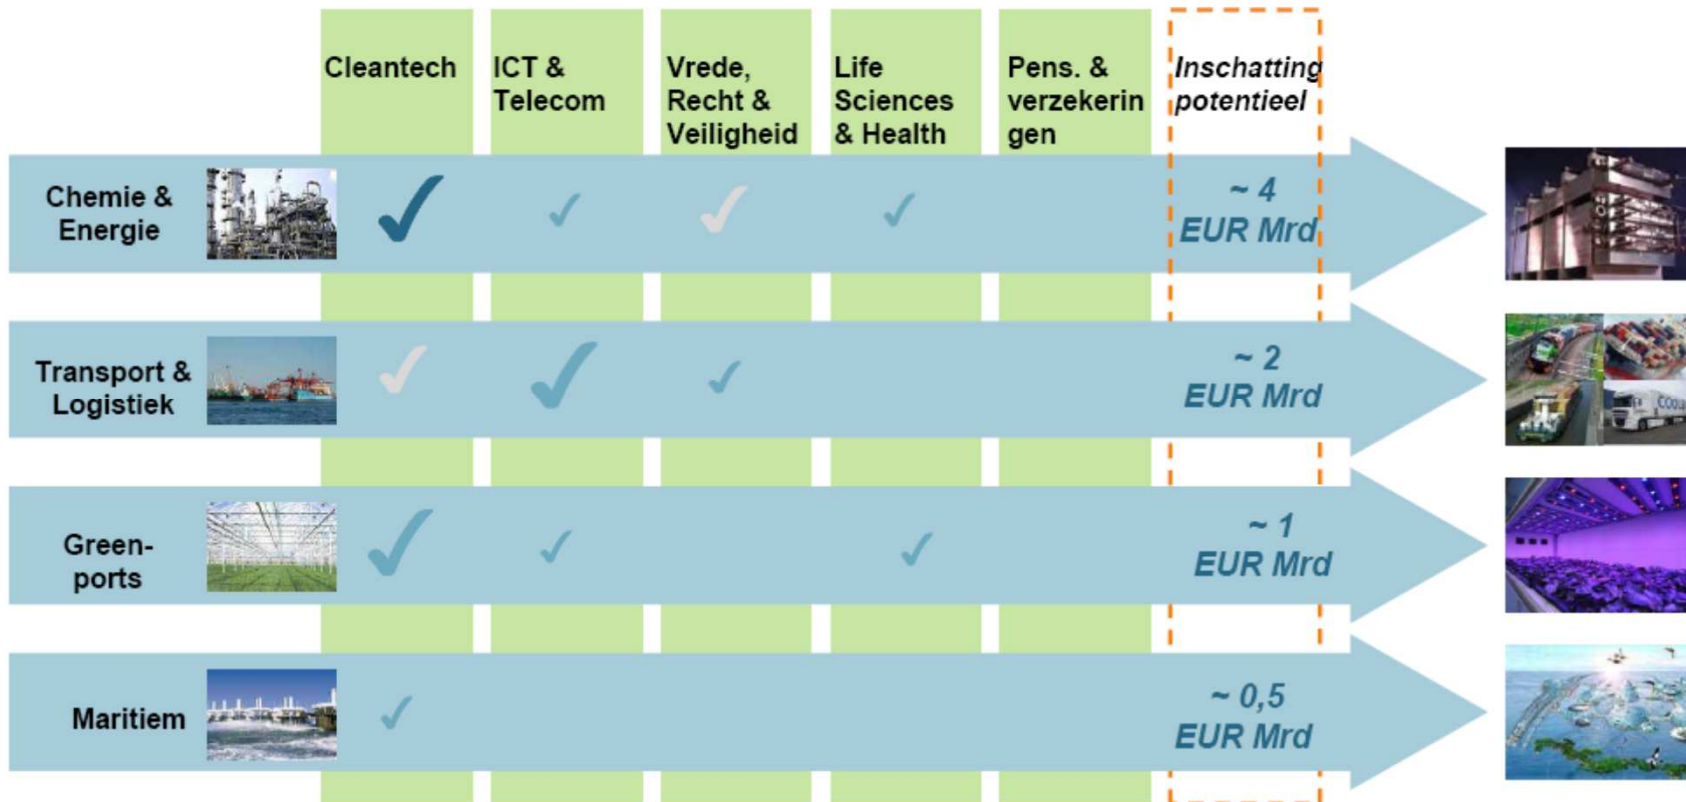 Cleantech
ICT &
Telecom
Vrede,
Recht &
Veiligheid
Life
Sciences
& Health
Pens. &
verzekerin
gen
Inschatting
potentieel
Chemie &
Energie
~ 4
EUR Mrd
Transport &
Logistiek
~ 2
EUR Mrd
COOL
Green-
ports
~ 1
EUR Mrd
Maritiem
~ 0,5
EUR Mrd